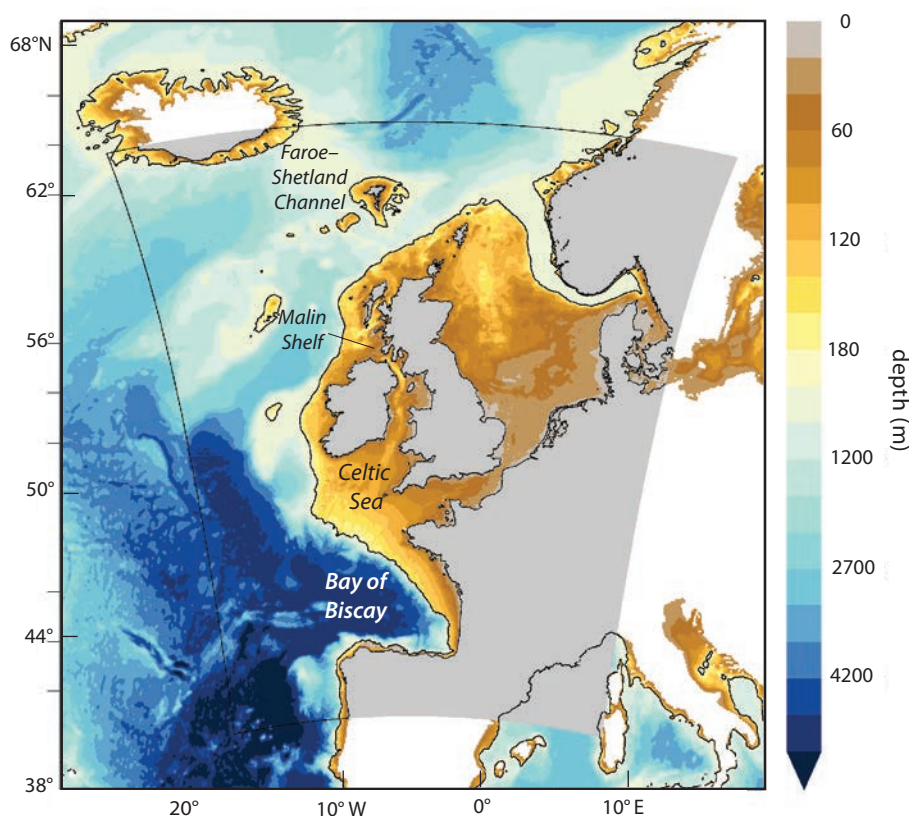 68°N
62°
56°
50°
44°
38°
20°
10° W
0°
10° E
Faroe–
Shetland
Channel
Malin
Shelf
Celtic
Sea
Bay of
Biscay
0
60
120
180
1200
2700
4200
depth (m)